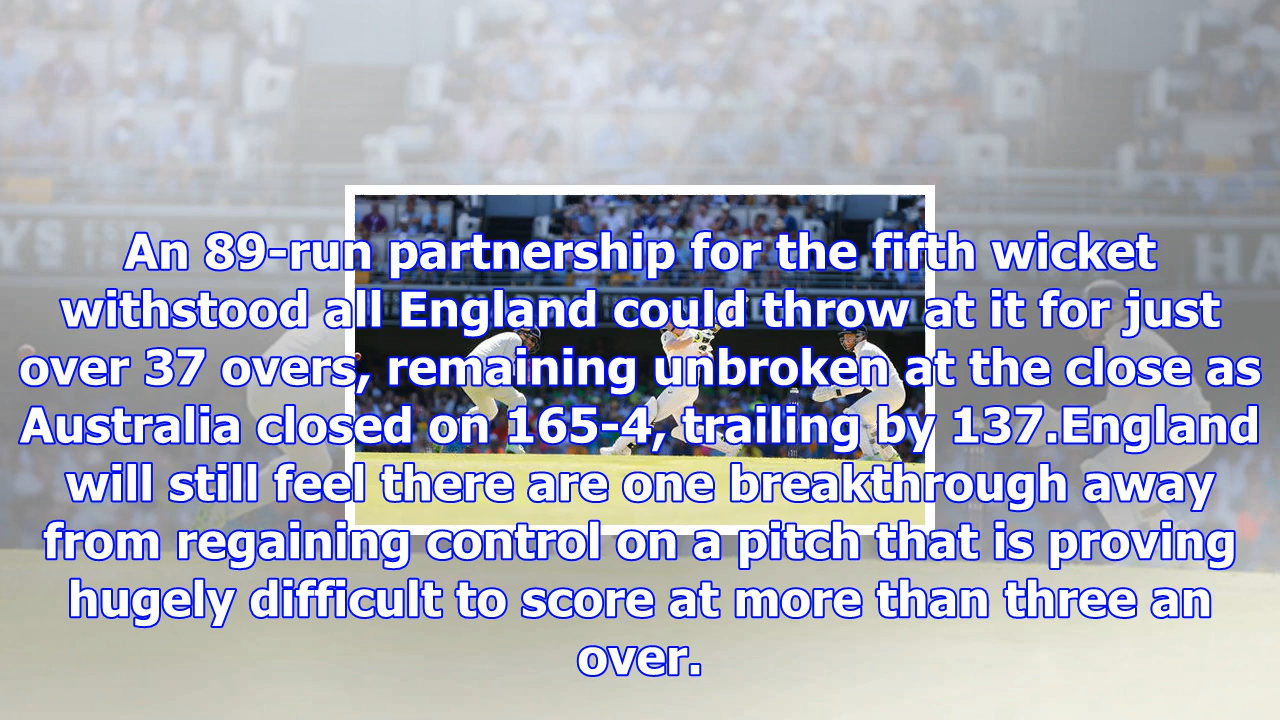 An 89-run partnership for the fifth wicket
withstood all England could throw at it for just
over 37 overs, remaining unbroken at the close as
Australia closed on 165-4, trailing by 137.England
will still feel there are one breakthrough away
from regaining control on a pitch that is proving
hugely difficult to score at more than three an
over.